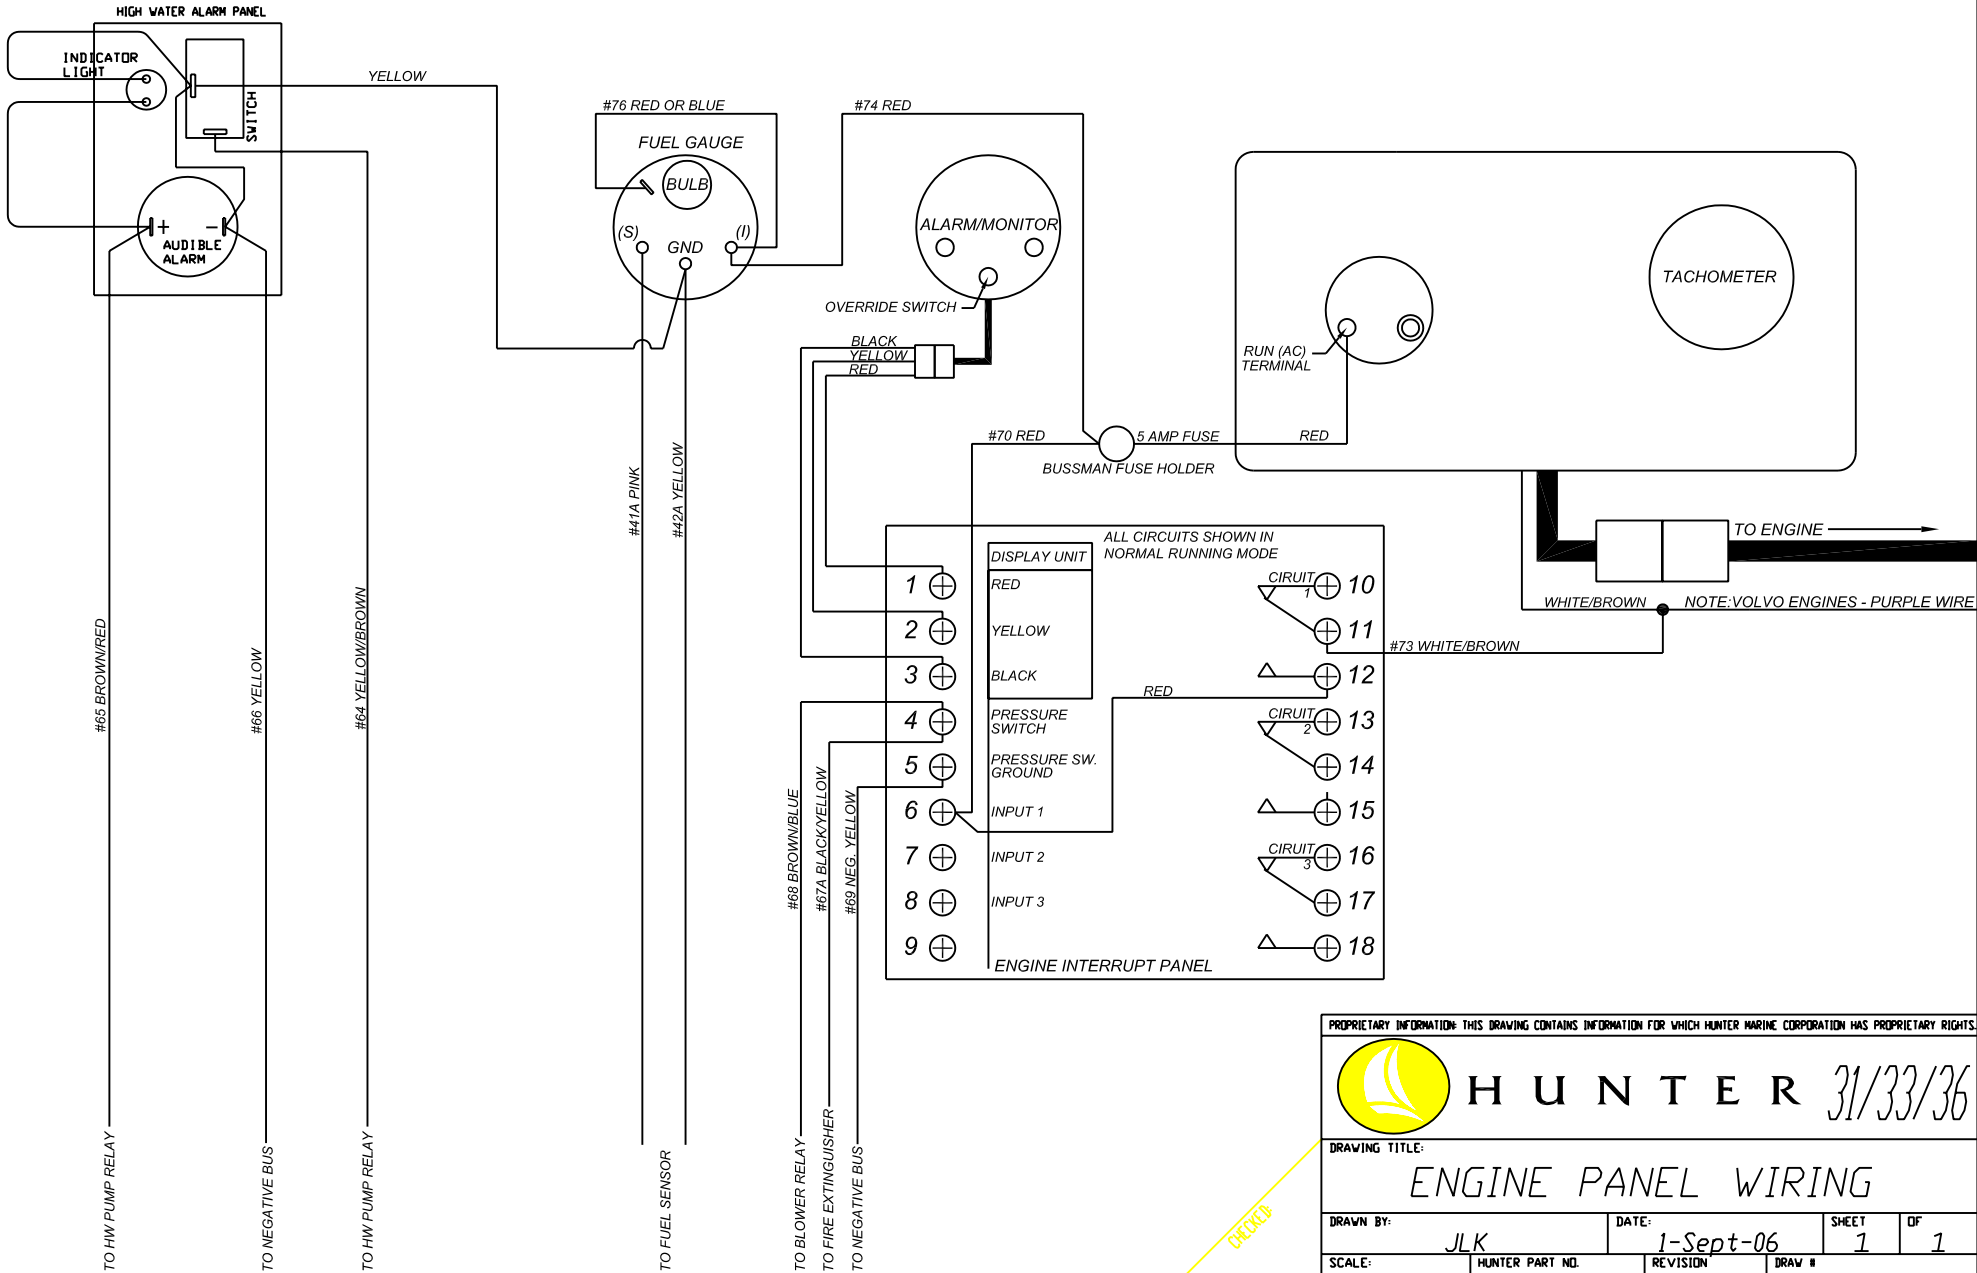 HIGH WATER ALARM PANEL
INDICATOR
LIGHT
SWITCH
+ -
AUDIBLE
ALARM
YELLOW
#76 RED OR BLUE
FUEL GAUGE
BULB
(S)
GND
(I)
#74 RED
ALARM/MONITOR
OVERRIDE SWITCH
BLACK
YELLOW
RED
TACHOMETER
RUN (AC)
TERMINAL
#70 RED
5 AMP FUSE
RED
BUSSMAN FUSE HOLDER
#41A PINK
#42A YELLOW
TO ENGINE
WHITE/BROWN
NOTE:VOLVO ENGINES - PURPLE WIRE
#73 WHITE/BROWN
ALL CIRCUITS SHOWN IN
NORMAL RUNNING MODE
DISPLAY UNIT
1 RED
2 YELLOW
3 BLACK
4 PRESSURE
SWITCH
5 PRESSURE SW.
GROUND
6 INPUT 1
7 INPUT 2
8 INPUT 3
9
ENGINE INTERRUPT PANEL
RED
CIRUIT
1
10
11
12
CIRUIT
2
13
14
15
CIRUIT
3
16
17
18
#65 BROWN/RED
#66 YELLOW
#64 YELLOW/BROWN
#68 BROWN/BLUE
#67A BLACK/YELLOW
#69 NEG. YELLOW
TO HW PUMP RELAY
TO NEGATIVE BUS
TO HW PUMP RELAY
TO FUEL SENSOR
TO BLOWER RELAY
TO FIRE EXTINGUISHER
TO NEGATIVE BUS
CHECKED:
PROPRIETARY INFORMATION: THIS DRAWING CONTAINS INFORMATION FOR WHICH HUNTER MARINE CORPORATION HAS PROPRIETARY RIGHTS.
HUNTER 31/33/36
DRAWING TITLE:
ENGINE PANEL WIRING
DRAWN BY:
JLK
DATE:
1-Sept-06
SHEET
1
OF
1
SCALE:
HUNTER PART NO.
REVISION
DRAW #